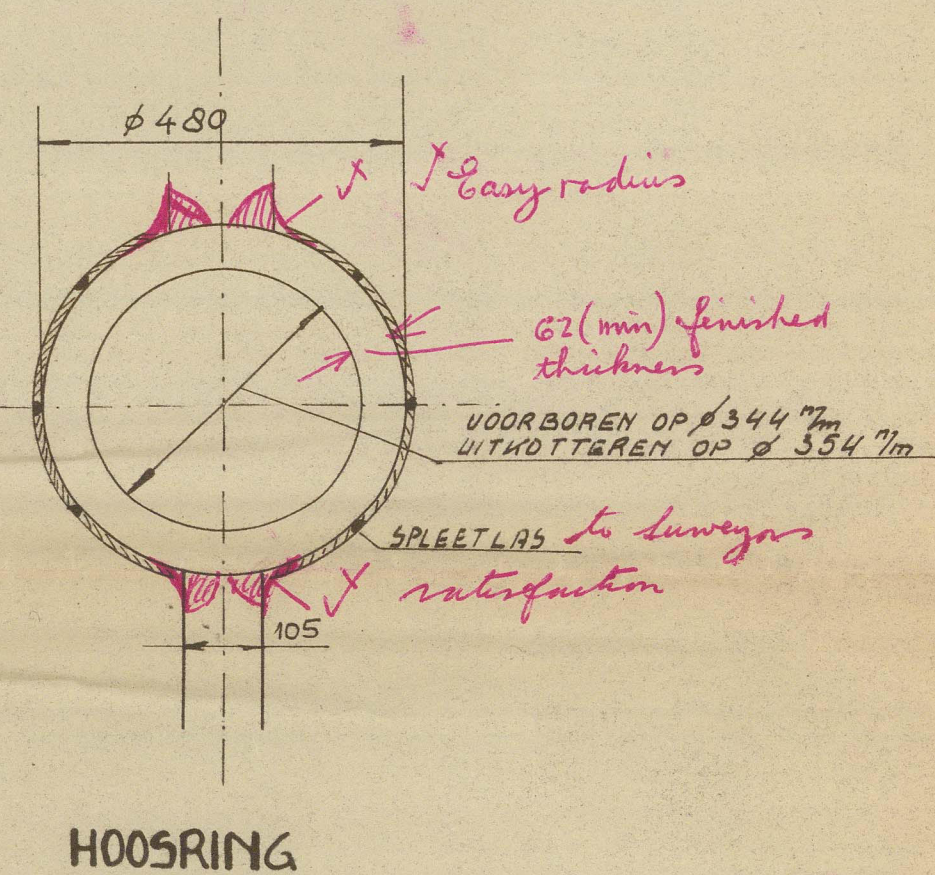 ϕ 480
Easy radius
62 (min) finished
thickness
VOORBOREN OP ϕ 344 m/m
UITKOTTEREN OP ϕ 354 m/m
SPLEETLAS to Surveyors
satisfaction
105
HOOSRING